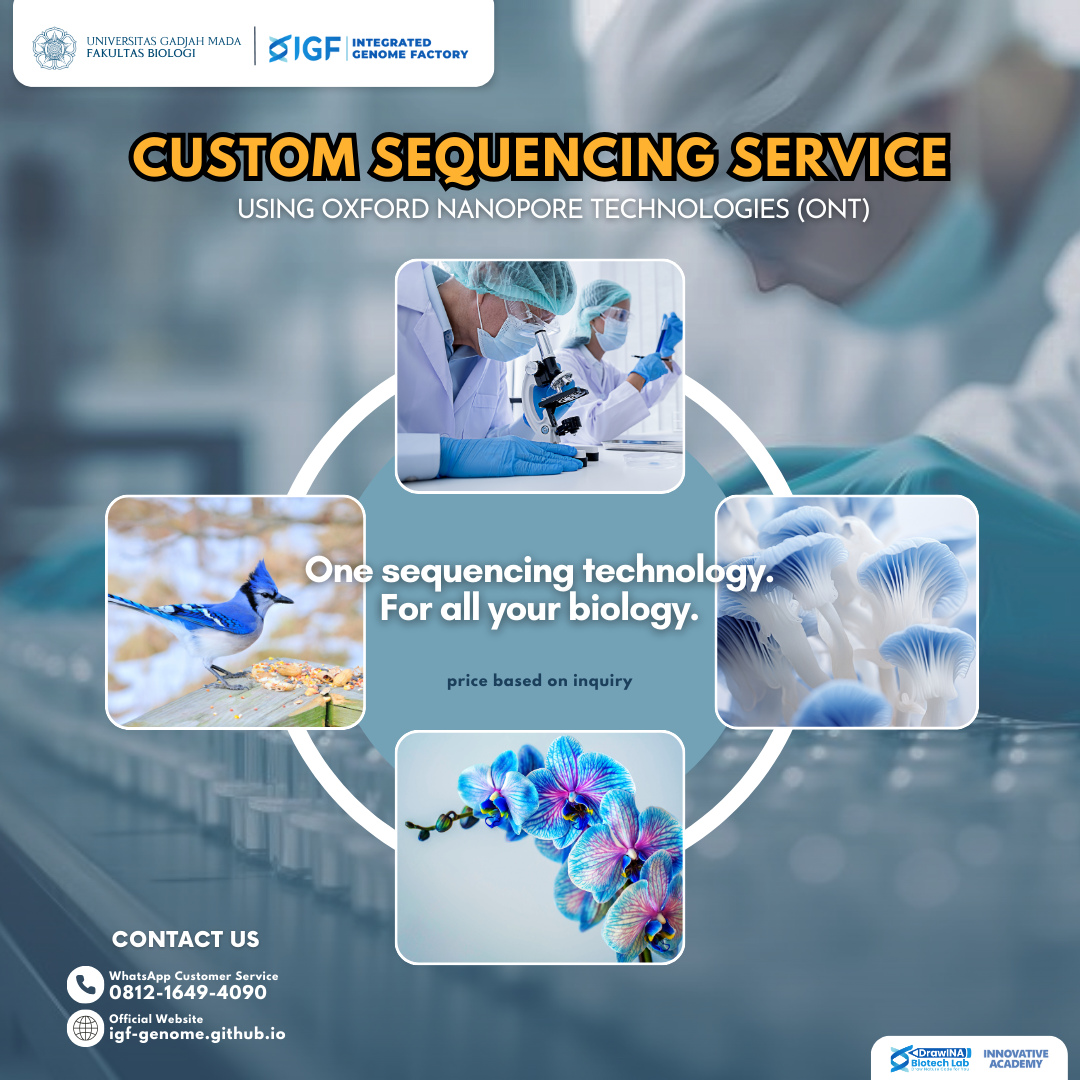 UNIVERSITAS GADJAH MADA
FAKULTAS BIOLOGI
IGF
INTEGRATED
GENOME FACTORY
CUSTOM SEQUENCING SERVICE
USING OXFORD NANOPORE TECHNOLOGIES (ONT)
One sequencing technology.
For all your biology.
price based on inquiry
CONTACT US
WhatsApp Customer Service
0812-1649-4090
Official Website
igf-genome.github.io
DrawINA
Biotech Lab
INNOVATIVE
ACADEMY